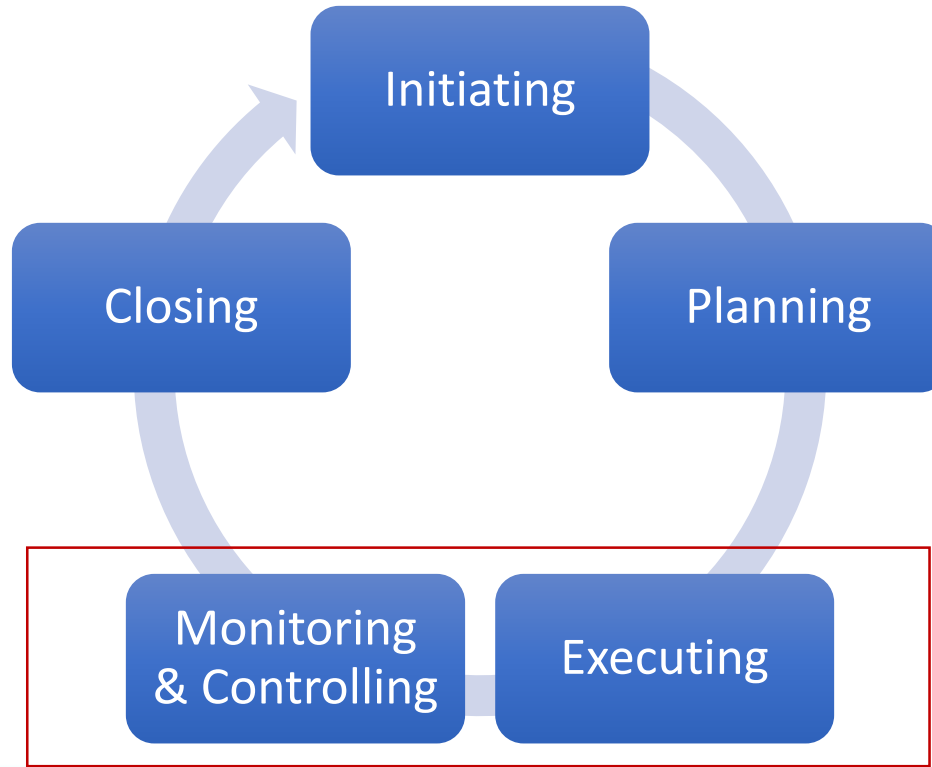 Initiating
Planning
Executing
Monitoring
& Controlling
Closing